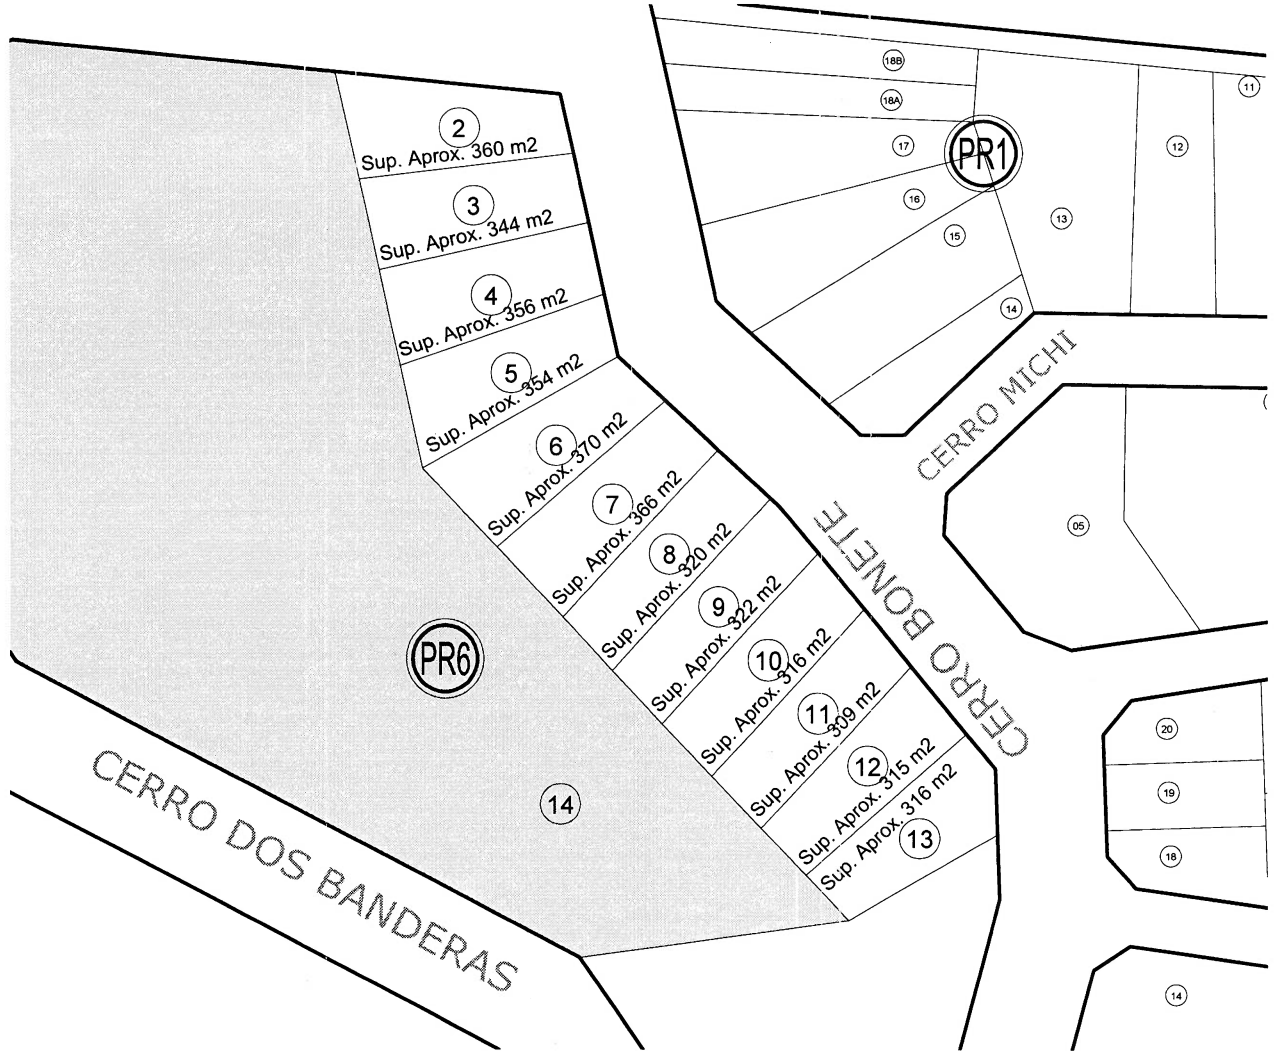 18B
11
18A
2
Sup. Aprox. 360 m2
17
PR1
12
3
Sup. Aprox. 344 m2
16
15
13
4
Sup. Aprox. 356 m2
14
CERRO MICHI
5
Sup. Aprox. 354 m2
6
Sup. Aprox. 370 m2
7
Sup. Aprox. 366 m2
05
8
Sup. Aprox. 320 m2
9
Sup. Aprox. 322 m2
CERRO BONETE
10
Sup. Aprox. 316 m2
PR6
11
Sup. Aprox. 309 m2
20
12
Sup. Aprox. 315 m2
19
13
Sup. Aprox. 316 m2
18
14
CERRO DOS BANDERAS
14